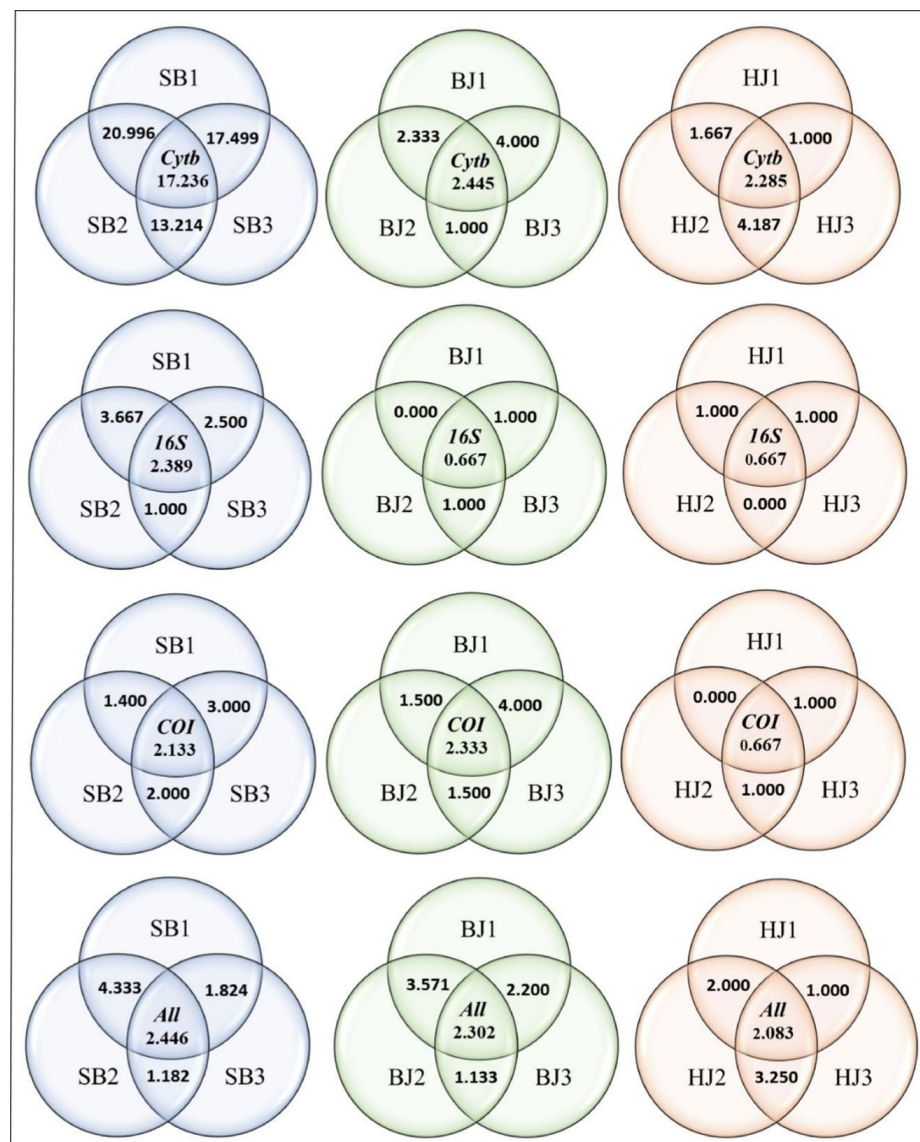 SB1
20.996 17.499
Cytb
17.236
SB2 13.214 SB3
BJ1
2.333 4.000
Cytb
2.445
BJ2 1.000 BJ3
HJ1
1.667 1.000
Cytb
2.285
HJ2 4.187 HJ3
SB1
3.667 2.500
16S
2.389
SB2 1.000 SB3
BJ1
0.000 1.000
16S
0.667
BJ2 1.000 BJ3
HJ1
1.000 1.000
16S
0.667
HJ2 0.000 HJ3
SB1
1.400 3.000
COI
2.133
SB2 2.000 SB3
BJ1
1.500 4.000
COI
2.333
BJ2 1.500 BJ3
HJ1
0.000 1.000
COI
0.667
HJ2 1.000 HJ3
SB1
4.333 1.824
All
2.446
SB2 1.182 SB3
BJ1
3.571 2.200
All
2.302
BJ2 1.133 BJ3
HJ1
2.000 1.000
All
2.083
HJ2 3.250 HJ3